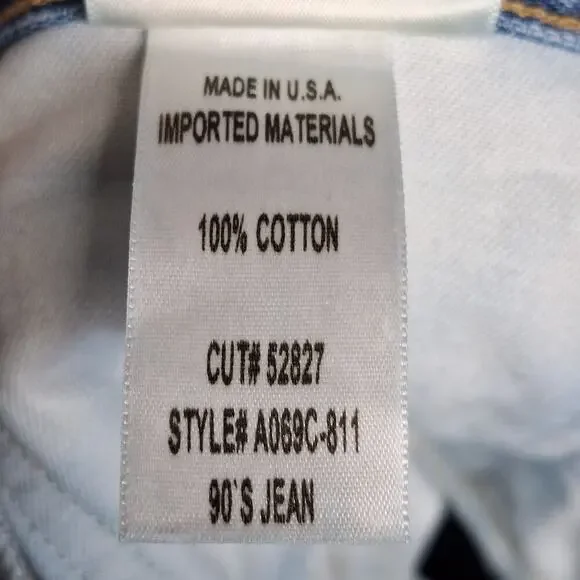 MADE IN U.S.A.
IMPORTED MATERIALS
100% COTTON
CUT# 52827
STYLE# A069C-811
90`S JEAN